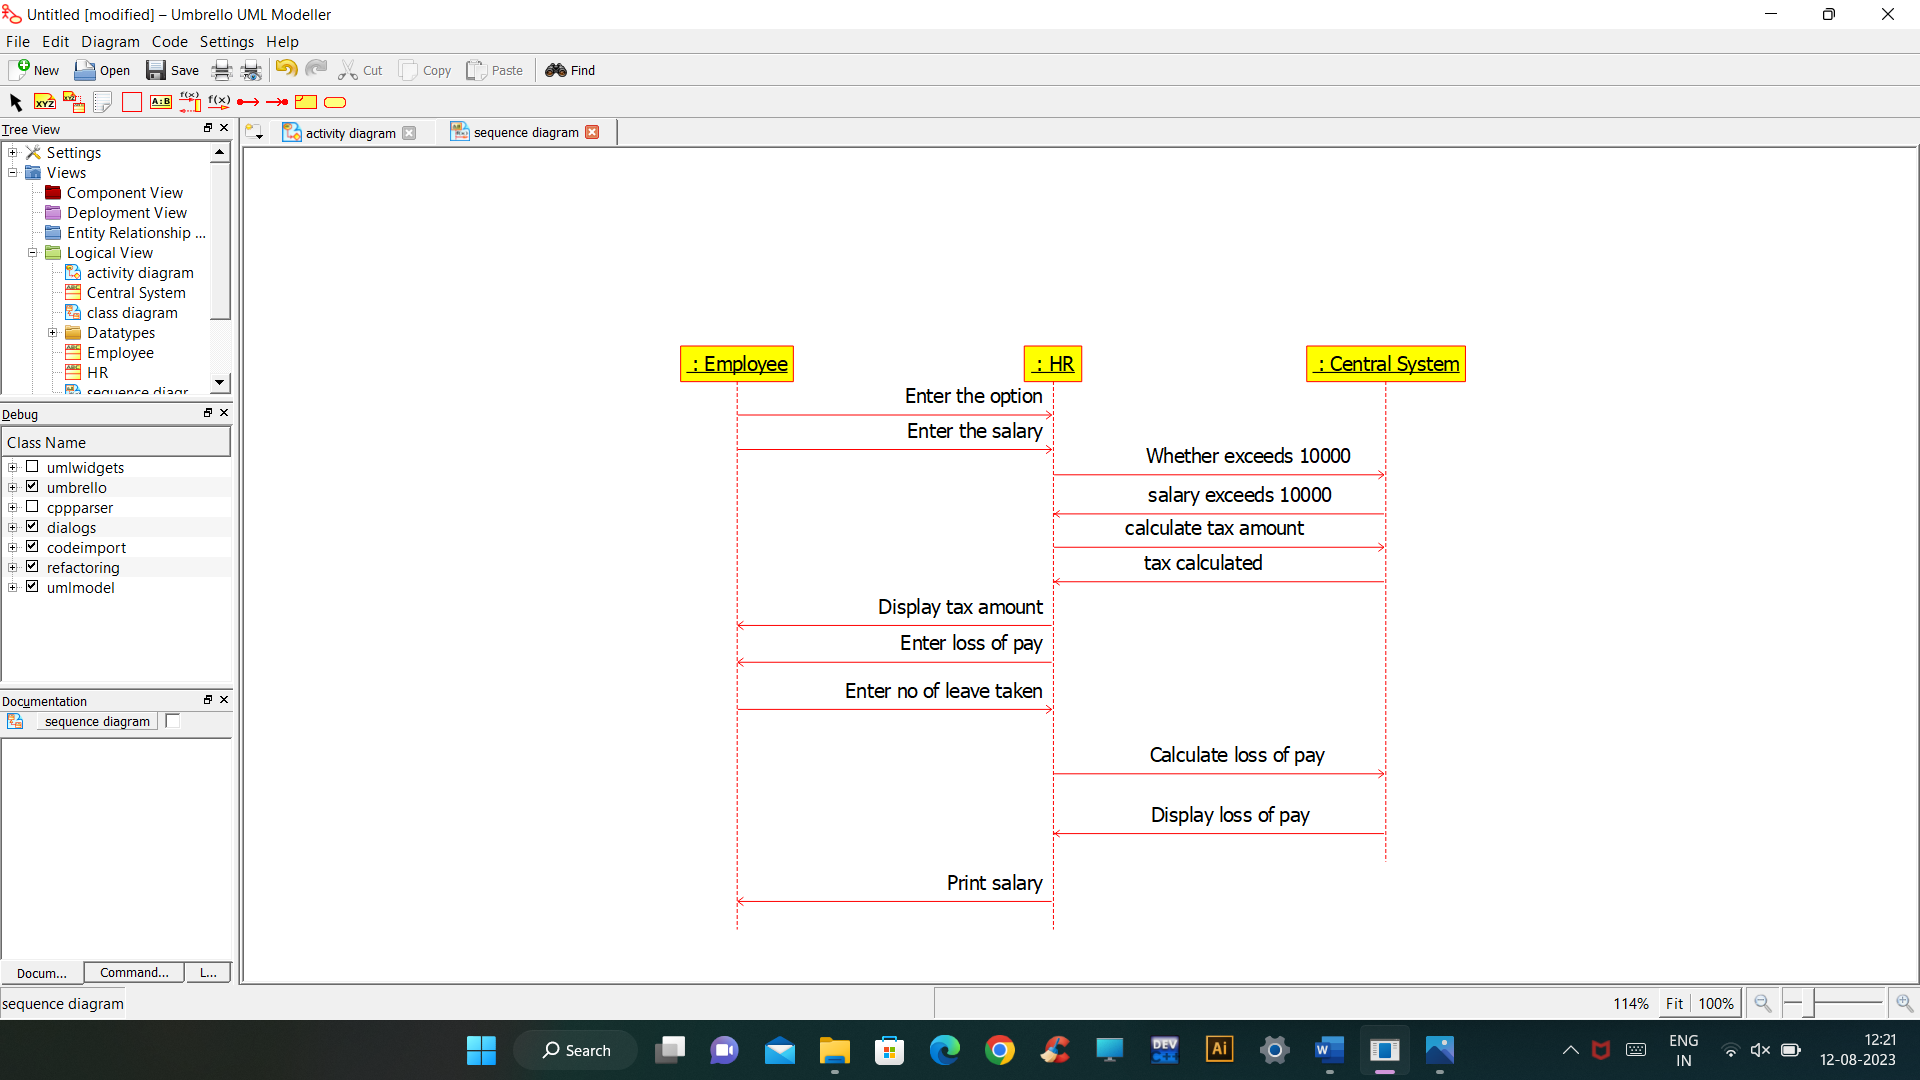 Untitled [modified] – Umbrello UML Modeller
File Edit Diagram Code Settings Help
New Open Save Cut Copy Paste Find
XYZ XYZ A:B f(x) f(x)
Tree View
activity diagram sequence diagram
Settings
Views
Component View
Deployment View
Entity Relationship ...
Logical View
activity diagram
Central System
class diagram
Datatypes
Employee
HR
sequence diagr
Debug
Class Name
umlwidgets
umbrello
cppparser
dialogs
codeimport
refactoring
umlmodel
Documentation
sequence diagram
Docum... Command... L...
: Employee : HR : Central System
Enter the option
Enter the salary
Whether exceeds 10000
salary exceeds 10000
calculate tax amount
tax calculated
Display tax amount
Enter loss of pay
Enter no of leave taken
Calculate loss of pay
Display loss of pay
Print salary
sequence diagram
114% Fit 100%
Search
DEV C++
Ai
W
ENG
IN
12:21
12-08-2023